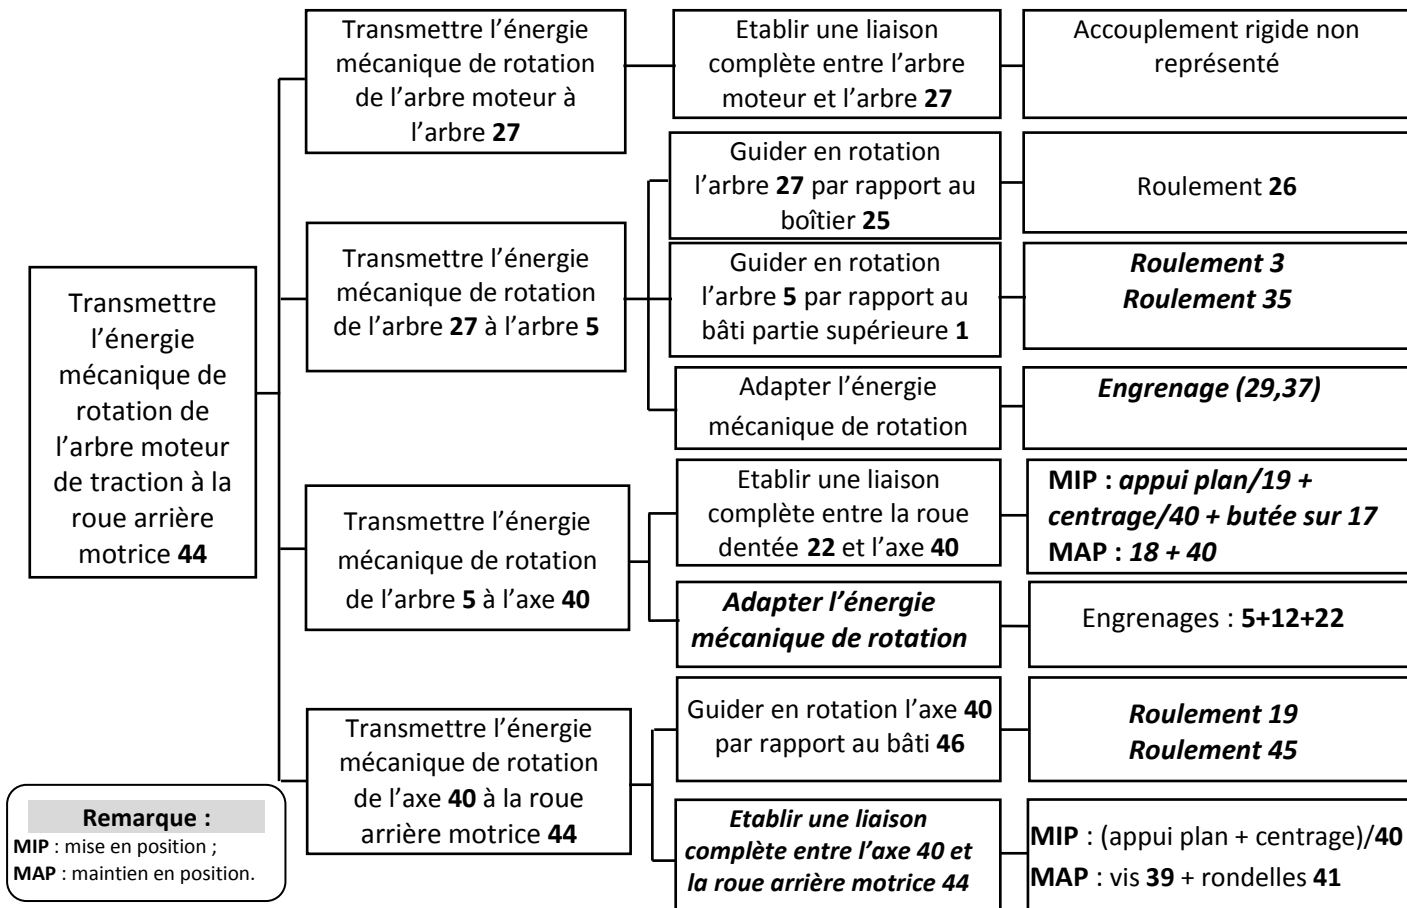 Transmettre
l’énergie
mécanique de
rotation de
l’arbre moteur
de traction à la
roue arrière
motrice 44
Transmettre l’énergie
mécanique de rotation
de l’arbre moteur à
l’arbre 27
Etablir une liaison
complète entre l’arbre
moteur et l’arbre 27
Accouplement rigide non
représenté
Transmettre l’énergie
mécanique de rotation
de l’arbre 27 à l’arbre 5
Guider en rotation
l’arbre 27 par rapport au
boîtier 25
Roulement 26
Guider en rotation
l’arbre 5 par rapport au
bâti partie supérieure 1
Roulement 3
Roulement 35
Adapter l’énergie
mécanique de rotation
Engrenage (29,37)
Transmettre l’énergie
mécanique de rotation
de l’arbre 5 à l’axe 40
Etablir une liaison
complète entre la roue
dentée 22 et l’axe 40
MIP : appui plan/19 +
centrage/40 + butée sur 17
MAP : 18 + 40
Adapter l’énergie
mécanique de rotation
Engrenages : 5+12+22
Transmettre l’énergie
mécanique de rotation
de l’axe 40 à la roue
arrière motrice 44
Guider en rotation l’axe 40
par rapport au bâti 46
Roulement 19
Roulement 45
Etablir une liaison
complète entre l’axe 40 et
la roue arrière motrice 44
MIP : (appui plan + centrage)/40
MAP : vis 39 + rondelles 41
Remarque :
MIP : mise en position ;
MAP : maintien en position.